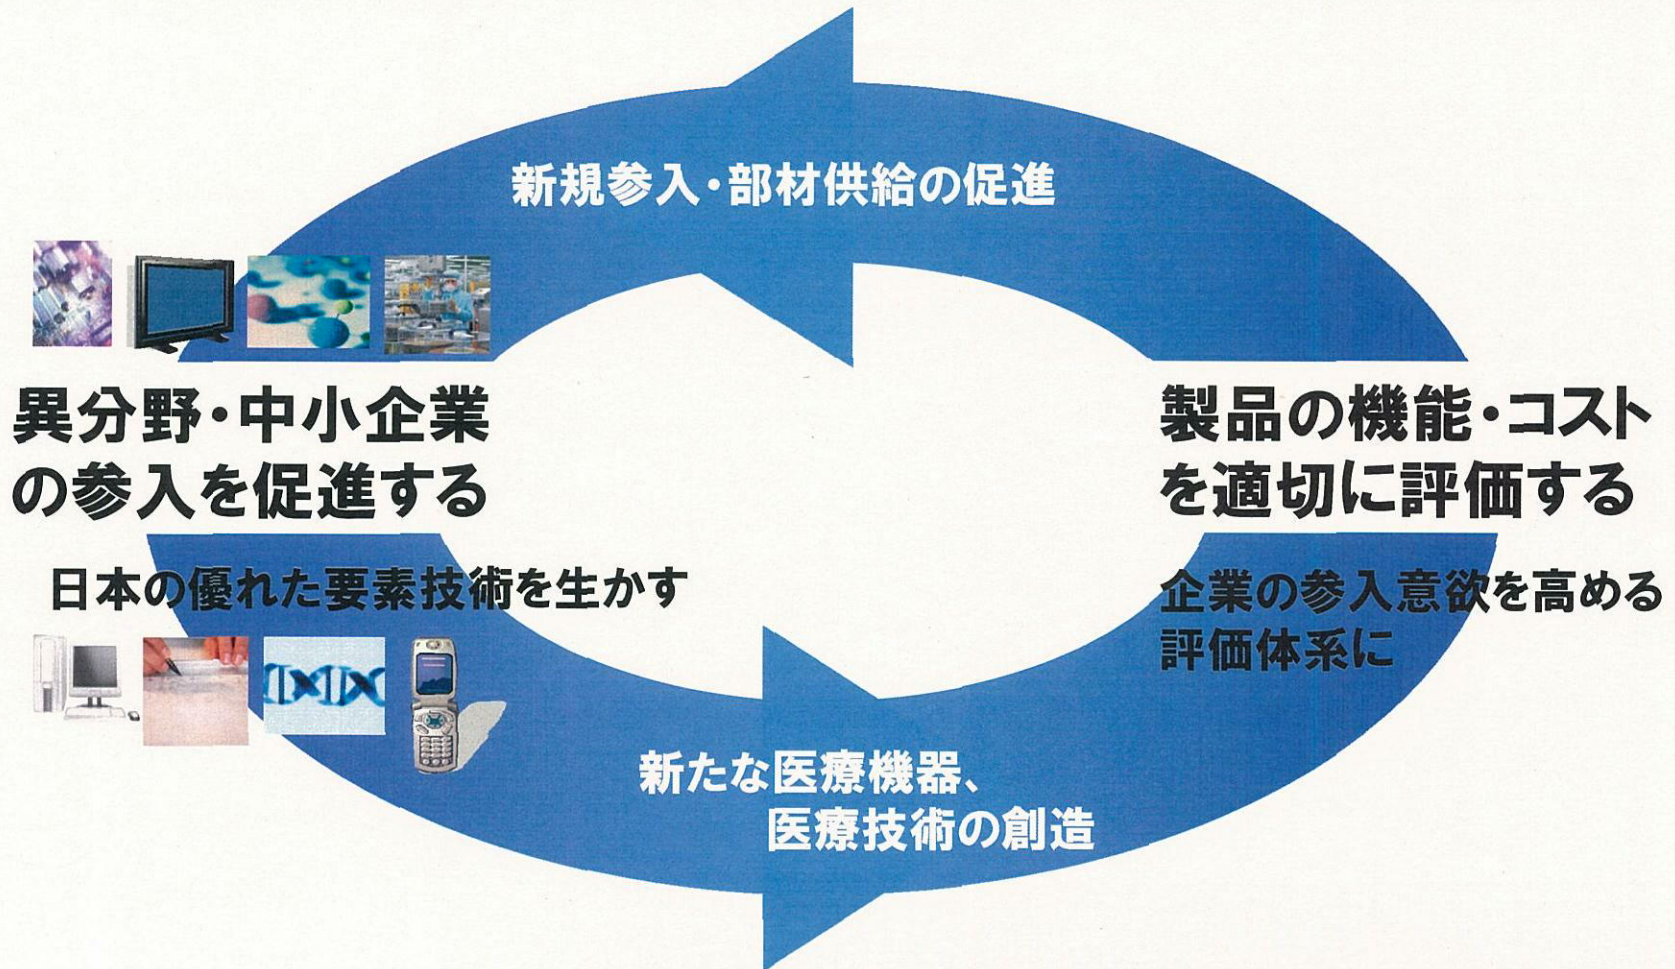 新規参入・部材供給の促進
異分野・中小企業
の参入を促進する
日本の優れた要素技術を生かす
製品の機能・コスト
を適切に評価する
企業の参入意欲を高める
評価体系に
新たな医療機器、
医療技術の創造